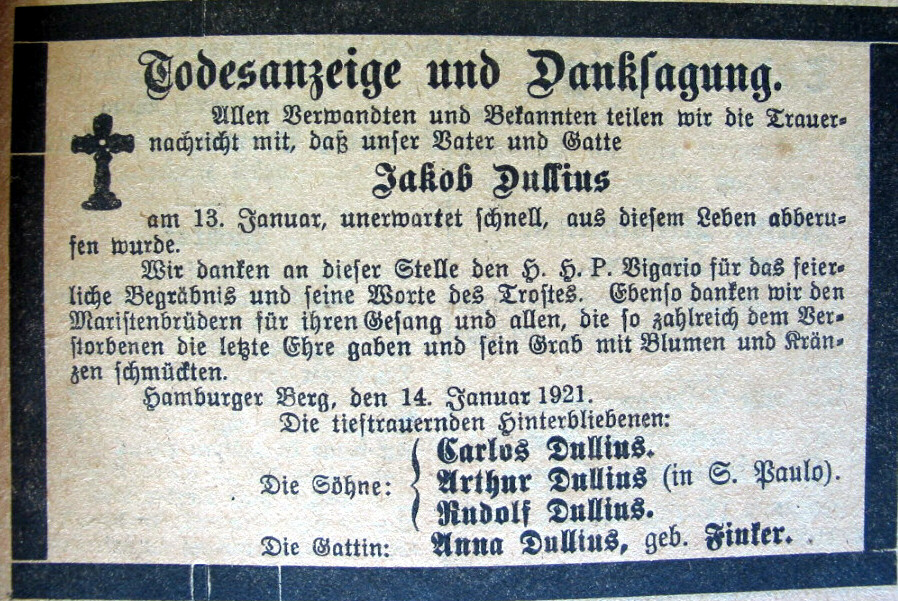 Todesanzeige und Danksagung.
Allen Verwandten und Bekannten teilen wir die Trauer-
nachricht mit, daß unser Vater und Gatte
Jakob Dullius
am 13. Januar, unerwartet schnell, aus diesem Leben abberu-
fen wurde.
Wir danken an dieser Stelle den H. H. P. Vigario für das feier-
liche Begräbnis und seine Worte des Trostes. Ebenso danken wir den
Maristenbrüdern für ihren Gesang und allen, die so zahlreich dem Ver-
storbenen die letzte Ehre gaben und sein Grab mit Blumen und Krän-
zen schmückten.
Hamburger Berg, den 14. Januar 1921.
Die tieftrauernden Hinterbliebenen:
Carlos Dullius.
Die Söhne: Arthur Dullius (in S. Paulo).
Rudolf Dullius.
Die Gattin: Anna Dullius, geb. Finker.